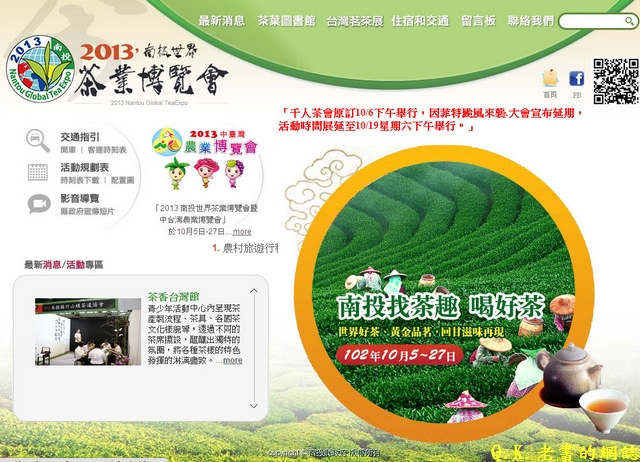 最新消息 茶葉圖書館 台灣茗茶展 住宿和交通 留言板 聯絡我們
2013 南投
Nantou Global Tea Expo
2013, 南投世界
茶業博覽會
2013 Nantou Global TeaExpo
首頁 FB
「千人茶會原訂10/6下午舉行，因菲特颱風來襲,大會宣布延期，
活動時間展延至10/19星期六下午舉行。」
交通指引
開車 | 客運時刻表
活動規劃表
時刻表下載 | 配置圖
影音導覽
縣政府宣傳短片
2013中臺灣
農業博覽會
「2013 南投世界茶業博覽會暨
中台灣農業博覽會」
於10月5日-27日...more
1. 農村旅遊行程
最新消息/活動專區
茶香台灣館
青少年活動中心內呈現茶
產製流程、茶具、各國茶
文化樣貌等，透過不同的
茶席擺設，醞釀出獨特的
氛圍，將各種茶樣的特色
發揮的淋漓盡致。...more
南投找茶趣 喝好茶
世界好茶、黃金品茗、回甘滋味再現
102年10月5~27日
Q.K.老書的網誌